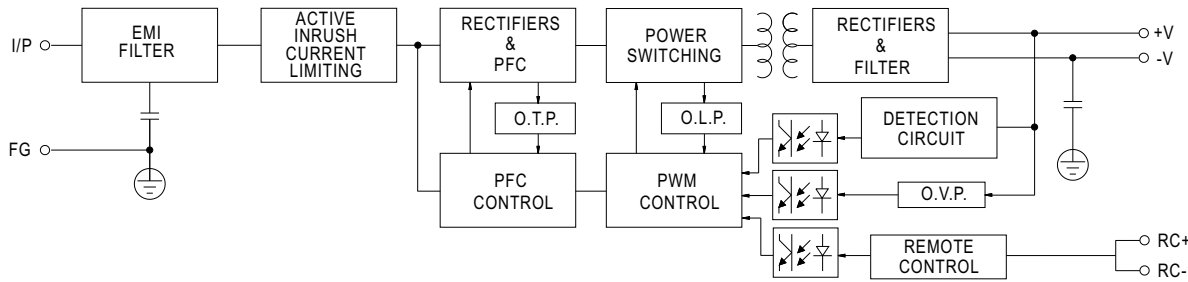 I/P
EMI
FILTER
ACTIVE
INRUSH
CURRENT
LIMITING
RECTIFIERS
&
PFC
POWER
SWITCHING
RECTIFIERS
&
FILTER
+V
-V
O.T.P.
O.L.P.
DETECTION
CIRCUIT
FG
PFC
CONTROL
PWM
CONTROL
O.V.P.
REMOTE
CONTROL
RC+
RC-